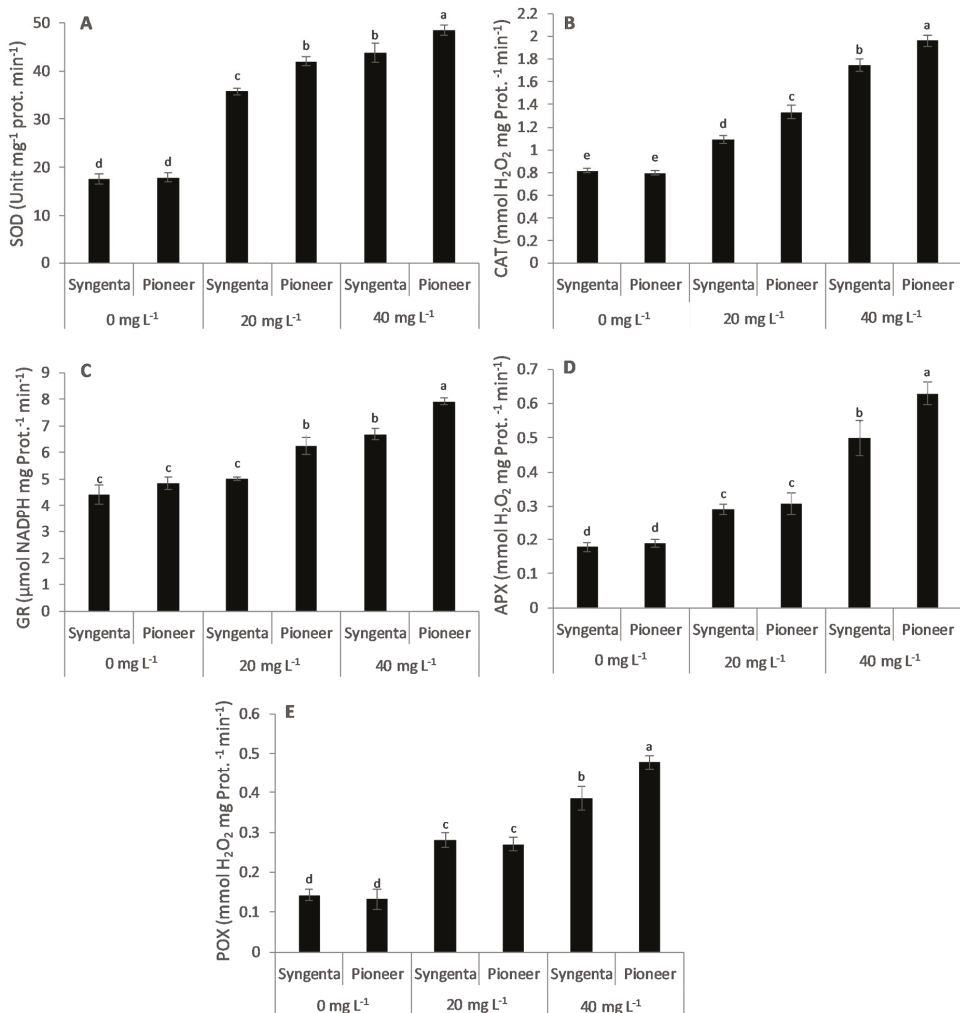 A
SOD (Unit mg⁻¹ prot. min⁻¹)
50
40
30
20
10
0
d
d
c
b
b
a
Syngenta Pioneer Syngenta Pioneer Syngenta Pioneer
0 mg L⁻¹ 20 mg L⁻¹ 40 mg L⁻¹
B
CAT (mmol H₂O₂ mg Prot.⁻¹ min⁻¹)
2.2
2
1.8
1.6
1.4
1.2
1
0.8
0.6
0.4
0.2
0
e
e
d
c
b
a
Syngenta Pioneer Syngenta Pioneer Syngenta Pioneer
0 mg L⁻¹ 20 mg L⁻¹ 40 mg L⁻¹
C
GR (µmol NADPH mg Prot.⁻¹ min⁻¹)
9
8
7
6
5
4
3
2
1
0
c
c
c
b
b
a
Syngenta Pioneer Syngenta Pioneer Syngenta Pioneer
0 mg L⁻¹ 20 mg L⁻¹ 40 mg L⁻¹
D
APX (mmol H₂O₂ mg Prot.⁻¹ min⁻¹)
0.7
0.6
0.5
0.4
0.3
0.2
0.1
0
d
d
c
c
b
a
Syngenta Pioneer Syngenta Pioneer Syngenta Pioneer
0 mg L⁻¹ 20 mg L⁻¹ 40 mg L⁻¹
E
POX (mmol H₂O₂ mg Prot.⁻¹ min⁻¹)
0.6
0.5
0.4
0.3
0.2
0.1
0
d
d
c
c
b
a
Syngenta Pioneer Syngenta Pioneer Syngenta Pioneer
0 mg L⁻¹ 20 mg L⁻¹ 40 mg L⁻¹